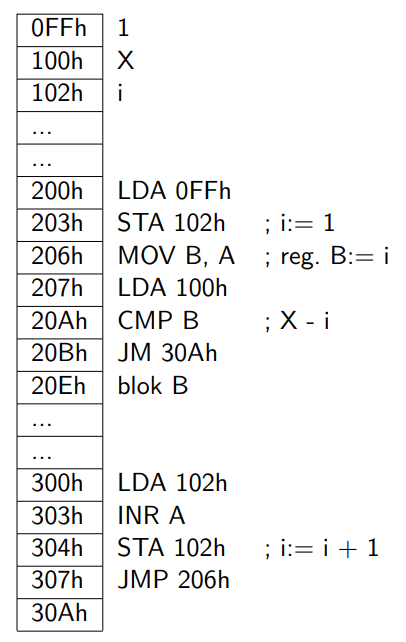 0FFh 1
100h X
102h i
...
...
200h LDA 0FFh
203h STA 102h ; i:= 1
206h MOV B, A ; reg. B:= i
207h LDA 100h
20Ah CMP B ; X - i
20Bh JM 30Ah
20Eh blok B
...
...
300h LDA 102h
303h INR A
304h STA 102h ; i:= i + 1
307h JMP 206h
30Ah